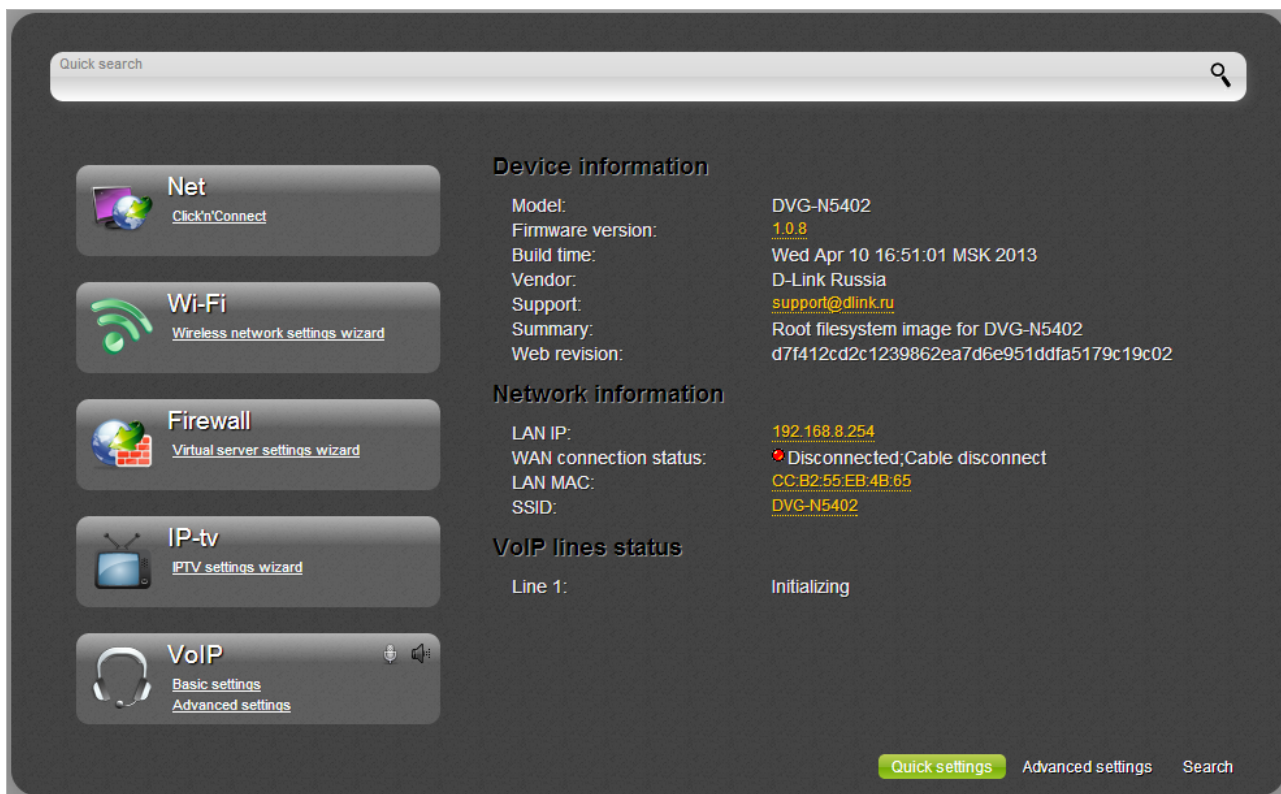 Quick search
Net
Click'n'Connect
Wi-Fi
Wireless network settings wizard
Firewall
Virtual server settings wizard
IP-tv
IPTV settings wizard
VoIP
Basic settings
Advanced settings
Device information
Model: DVG-N5402
Firmware version: 1.0.8
Build time: Wed Apr 10 16:51:01 MSK 2013
Vendor: D-Link Russia
Support: support@dlink.ru
Summary: Root filesystem image for DVG-N5402
Web revision: d7f412cd2c1239862ea7d6e951ddfa5179c19c02
Network information
LAN IP: 192.168.8.254
WAN connection status: Disconnected;Cable disconnect
LAN MAC: CC:B2:55:EB:4B:65
SSID: DVG-N5402
VoIP lines status
Line 1: Initializing
Quick settings Advanced settings Search